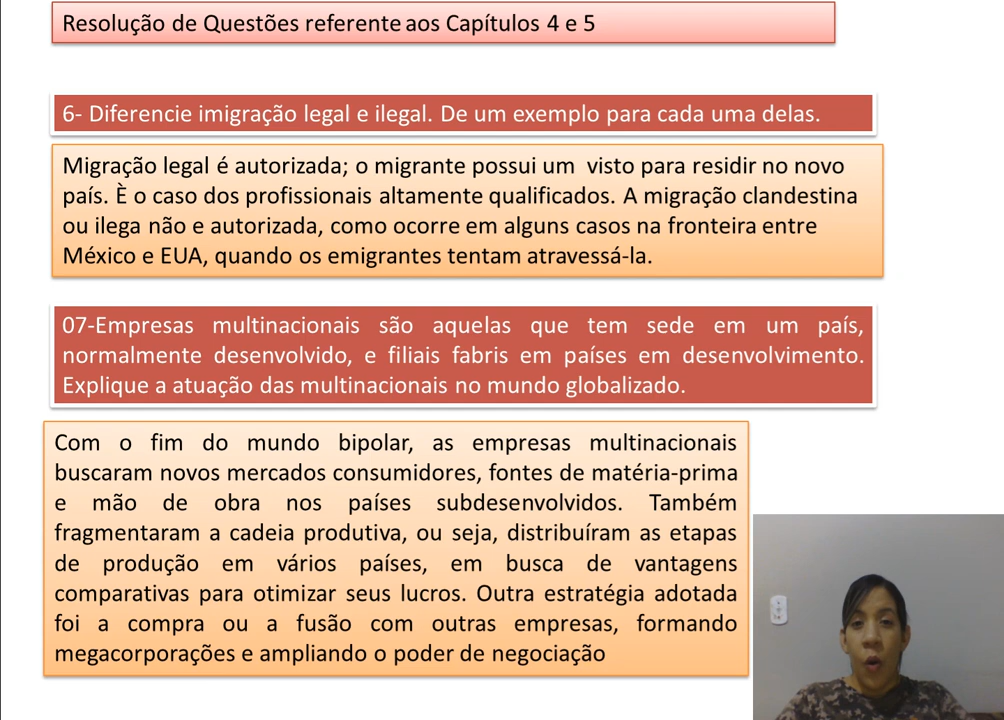 Resolução de Questões referente aos Capítulos 4 e 5
6- Diferencie imigração legal e ilegal. De um exemplo para cada uma delas.
Migração legal é autorizada; o migrante possui um visto para residir no novo
país. È o caso dos profissionais altamente qualificados. A migração clandestina
ou ilega não e autorizada, como ocorre em alguns casos na fronteira entre
México e EUA, quando os emigrantes tentam atravessá-la.
07-Empresas multinacionais são aquelas que tem sede em um país,
normalmente desenvolvido, e filiais fabris em países em desenvolvimento.
Explique a atuação das multinacionais no mundo globalizado.
Com o fim do mundo bipolar, as empresas multinacionais
buscaram novos mercados consumidores, fontes de matéria-prima
e mão de obra nos países subdesenvolvidos. Também
fragmentaram a cadeia produtiva, ou seja, distribuíram as etapas
de produção em vários países, em busca de vantagens
comparativas para otimizar seus lucros. Outra estratégia adotada
foi a compra ou a fusão com outras empresas, formando
megacorporações e ampliando o poder de negociação